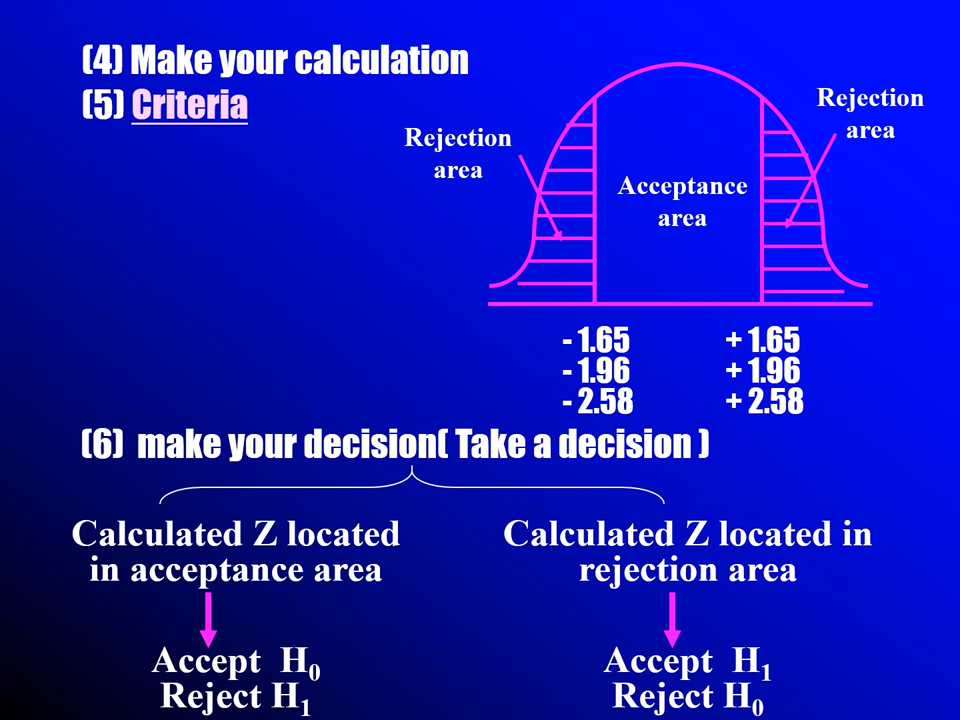 (4) Make your calculation
(5) Criteria
Rejection
area
Rejection
area
Acceptance
area
- 1.65 + 1.65
- 1.96 + 1.96
- 2.58 + 2.58
(6) make your decision( Take a decision )
Calculated Z located
in acceptance area
Calculated Z located in
rejection area
Accept H₀
Reject H₁
Accept H₁
Reject H₀